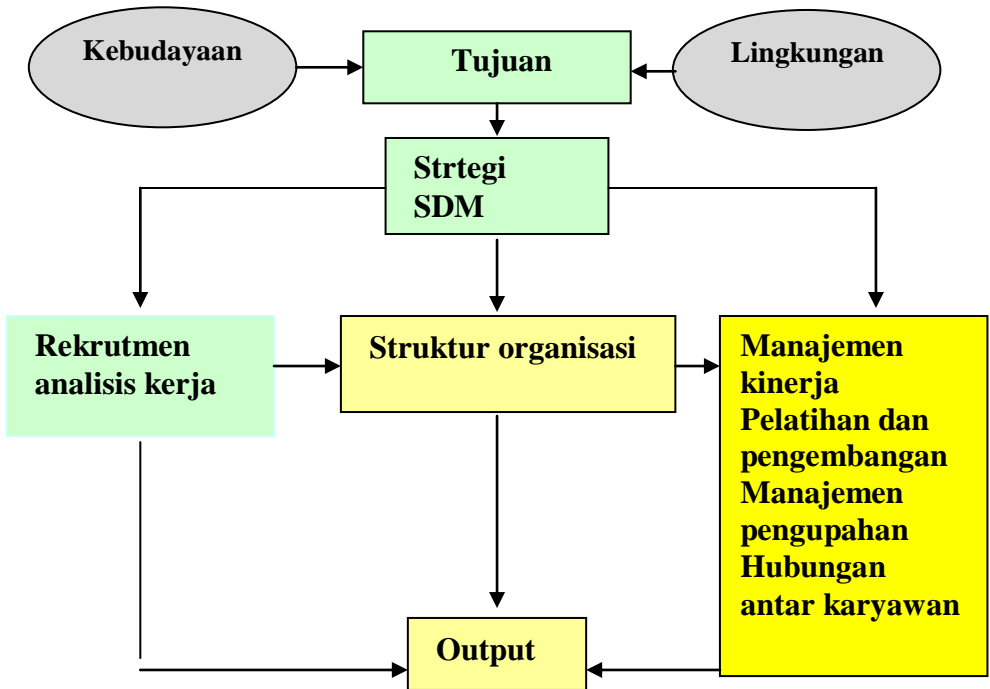 Kebudayaan
Tujuan
Lingkungan
Strtegi
SDM
Rekrutmen
analisis kerja
Struktur organisasi
Manajemen
kinerja
Pelatihan dan
pengembangan
Manajemen
pengupahan
Hubungan
antar karyawan
Output